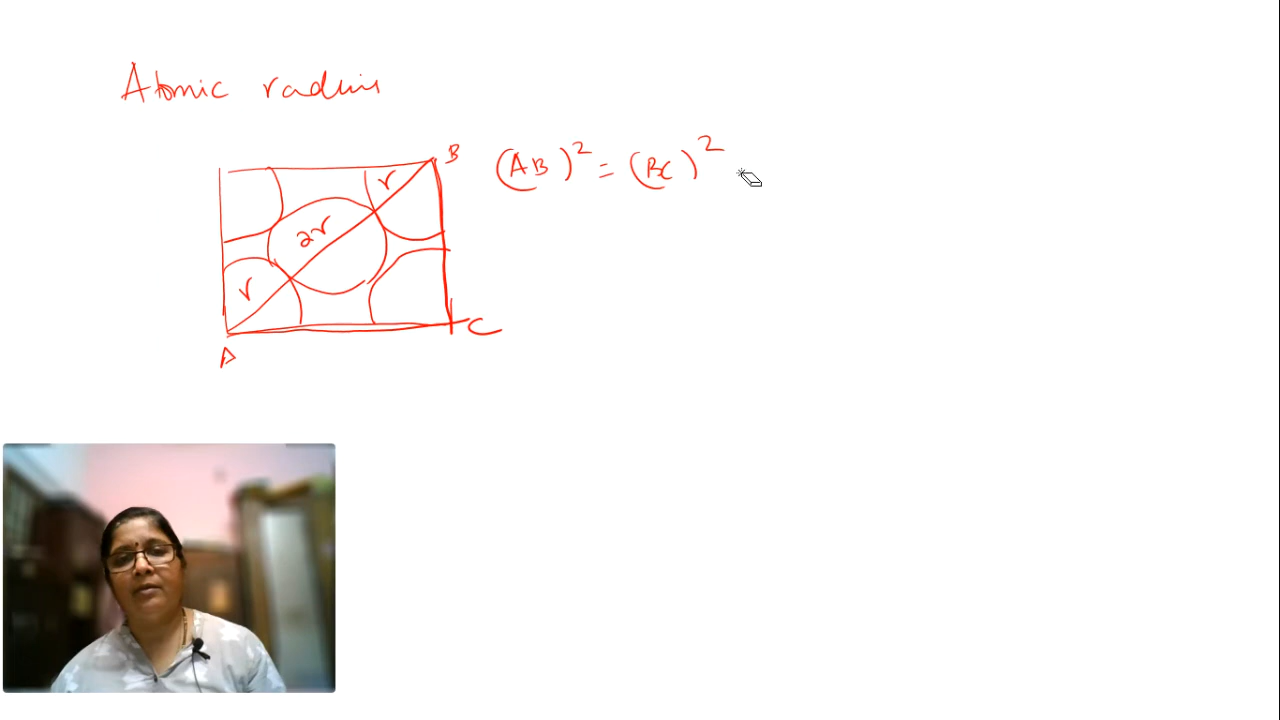 Atomic radius
B
(AB)² = (BC)²
r
2r
r
C
A